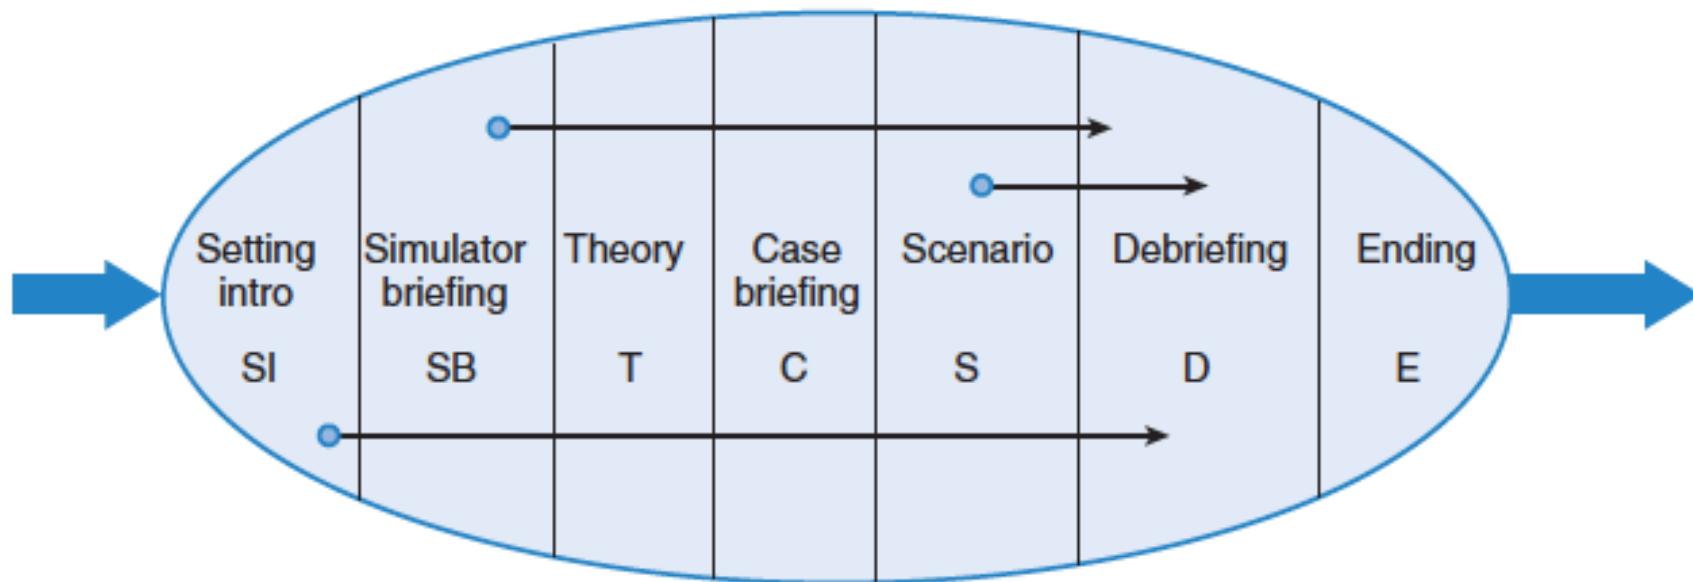 Setting
intro
Simulator
briefing
Theory
Case
briefing
Scenario
Debriefing
Ending
SI
SB
T
C
S
D
E